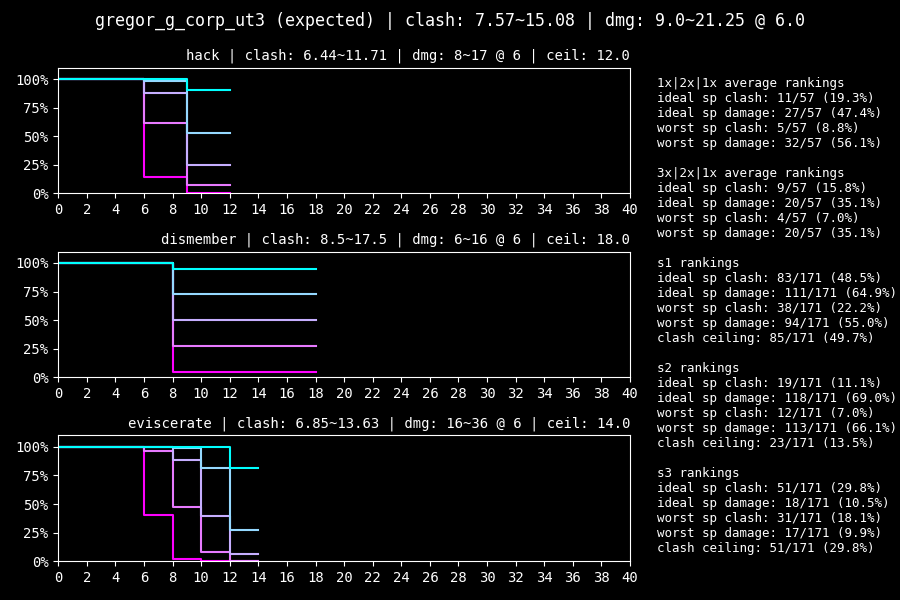 gregor_g_corp_ut3 (expected) | clash: 7.57~15.08 | dmg: 9.0~21.25 @ 6.0
hack | clash: 6.44~11.71 | dmg: 8~17 @ 6 | ceil: 12.0
100%
75%
50%
25%
0%
0 2 4 6 8 10 12 14 16 18 20 22 24 26 28 30 32 34 36 38 40
dismember | clash: 8.5~17.5 | dmg: 6~16 @ 6 | ceil: 18.0
100%
75%
50%
25%
0%
0 2 4 6 8 10 12 14 16 18 20 22 24 26 28 30 32 34 36 38 40
eviscerate | clash: 6.85~13.63 | dmg: 16~36 @ 6 | ceil: 14.0
100%
75%
50%
25%
0%
0 2 4 6 8 10 12 14 16 18 20 22 24 26 28 30 32 34 36 38 40
1x|2x|1x average rankings
ideal sp clash: 11/57 (19.3%)
ideal sp damage: 27/57 (47.4%)
worst sp clash: 5/57 (8.8%)
worst sp damage: 32/57 (56.1%)
3x|2x|1x average rankings
ideal sp clash: 9/57 (15.8%)
ideal sp damage: 20/57 (35.1%)
worst sp clash: 4/57 (7.0%)
worst sp damage: 20/57 (35.1%)
s1 rankings
ideal sp clash: 83/171 (48.5%)
ideal sp damage: 111/171 (64.9%)
worst sp clash: 38/171 (22.2%)
worst sp damage: 94/171 (55.0%)
clash ceiling: 85/171 (49.7%)
s2 rankings
ideal sp clash: 19/171 (11.1%)
ideal sp damage: 118/171 (69.0%)
worst sp clash: 12/171 (7.0%)
worst sp damage: 113/171 (66.1%)
clash ceiling: 23/171 (13.5%)
s3 rankings
ideal sp clash: 51/171 (29.8%)
ideal sp damage: 18/171 (10.5%)
worst sp clash: 31/171 (18.1%)
worst sp damage: 17/171 (9.9%)
clash ceiling: 51/171 (29.8%)